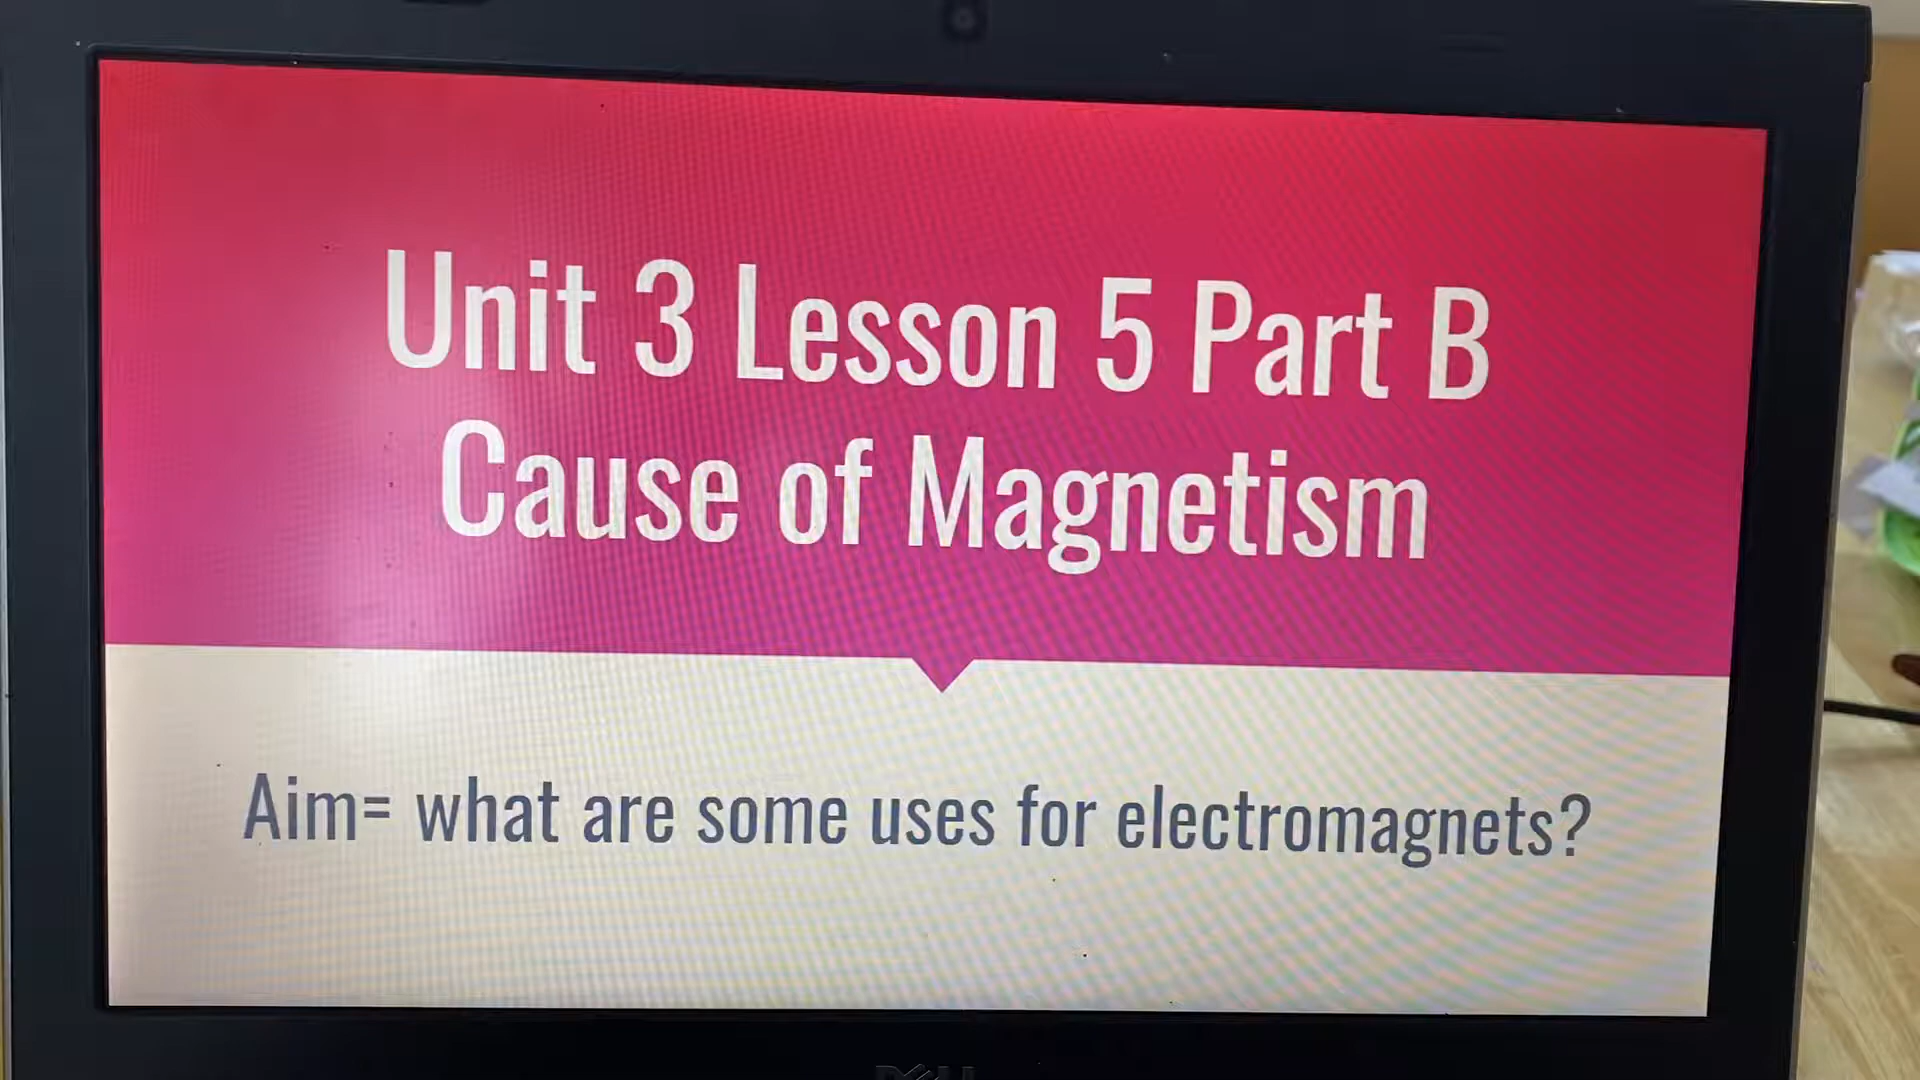 Unit 3 Lesson 5 Part B
Cause of Magnetism
Aim= what are some uses for electromagnets?